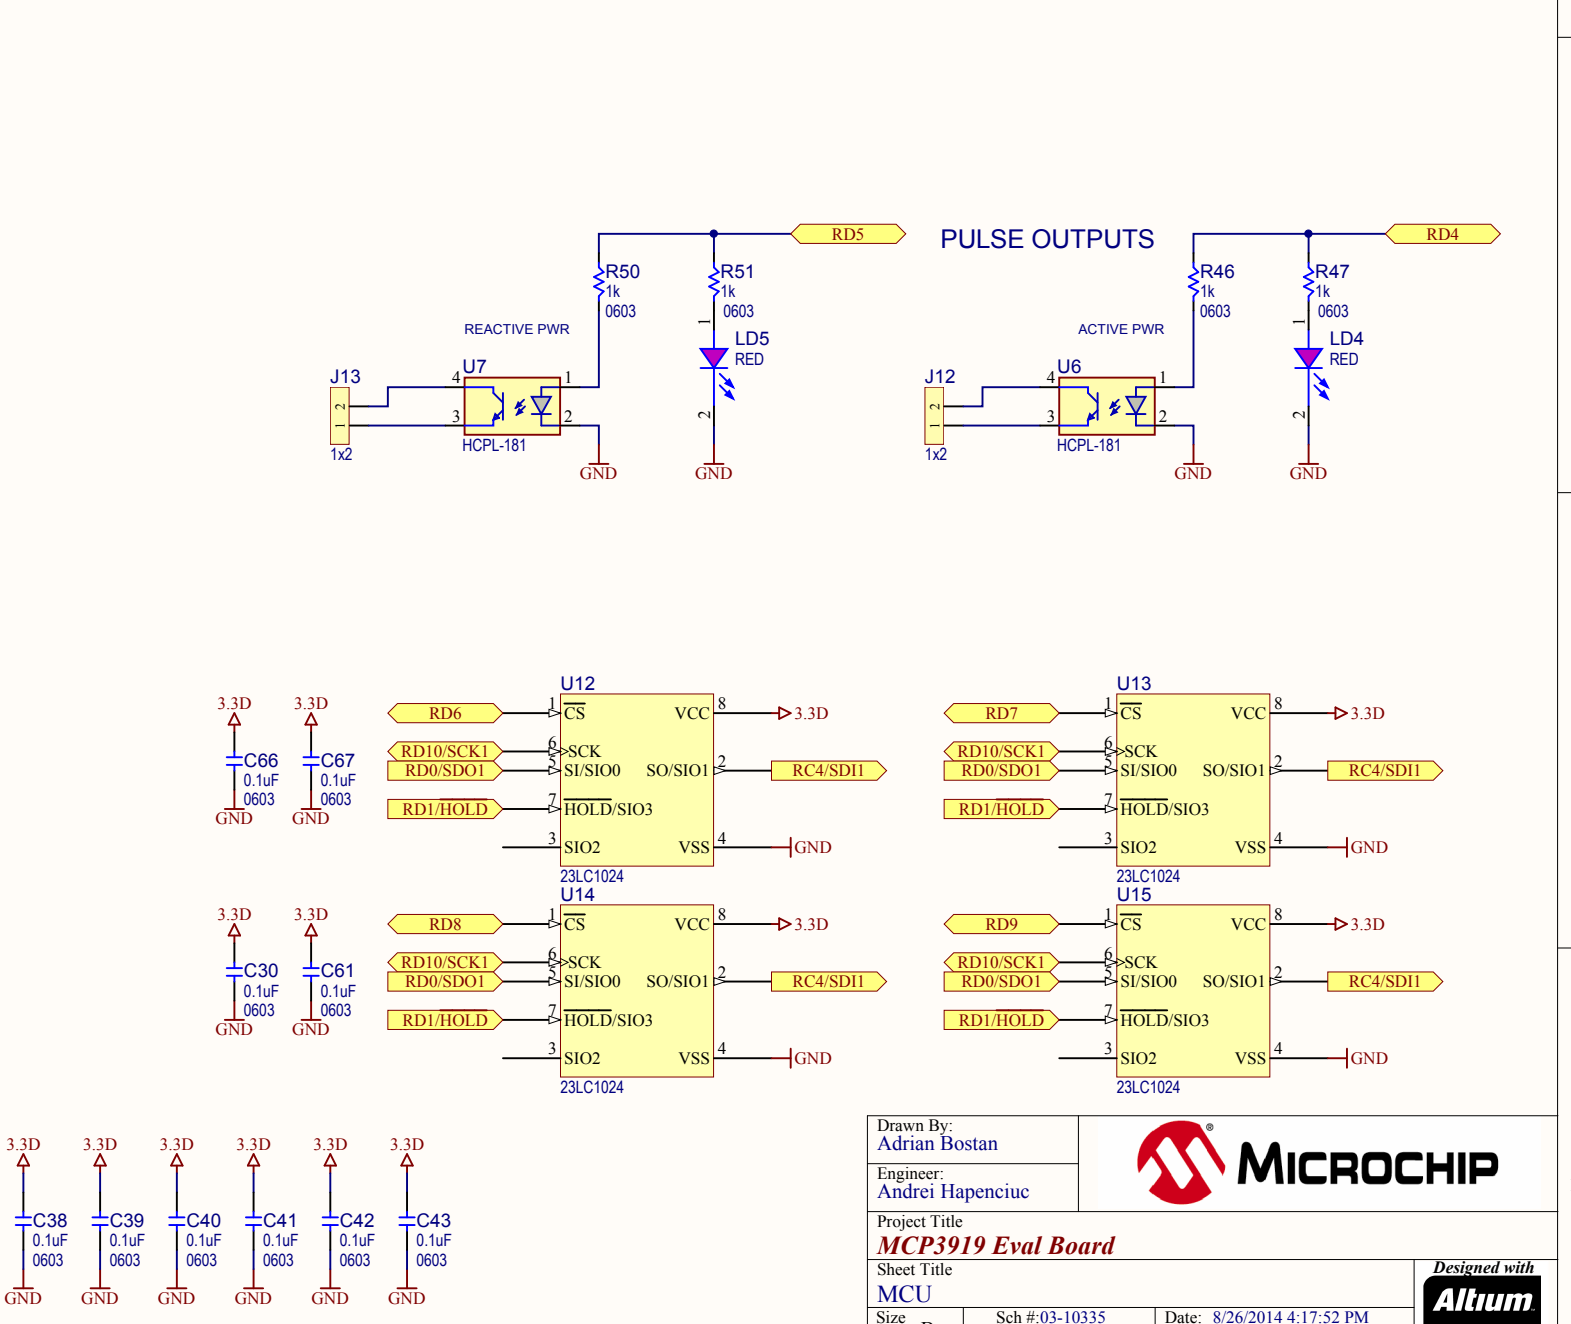 RD5
PULSE OUTPUTS
RD4
R50
1k
0603
R51
1k
0603
R46
1k
0603
R47
1k
0603
REACTIVE PWR
ACTIVE PWR
1
LD5
RED
2
1
LD4
RED
2
J13
2
1
1x2
U7
4
3
1
2
HCPL-181
GND
GND
J12
2
1
1x2
U6
4
3
1
2
HCPL-181
GND
GND
3.3D
C66
0.1uF
0603
GND
3.3D
C67
0.1uF
0603
GND
U12
RD6 1 CS VCC 8 3.3D
RD10/SCK1 6 SCK
RD0/SDO1 5 SI/SIO0 SO/SIO1 2 RC4/SDI1
RD1/HOLD 7 HOLD/SIO3
3 SIO2 VSS 4 GND
23LC1024
U13
RD7 1 CS VCC 8 3.3D
RD10/SCK1 6 SCK
RD0/SDO1 5 SI/SIO0 SO/SIO1 2 RC4/SDI1
RD1/HOLD 7 HOLD/SIO3
3 SIO2 VSS 4 GND
23LC1024
3.3D
C30
0.1uF
0603
GND
3.3D
C61
0.1uF
0603
GND
U14
RD8 1 CS VCC 8 3.3D
RD10/SCK1 6 SCK
RD0/SDO1 5 SI/SIO0 SO/SIO1 2 RC4/SDI1
RD1/HOLD 7 HOLD/SIO3
3 SIO2 VSS 4 GND
23LC1024
U15
RD9 1 CS VCC 8 3.3D
RD10/SCK1 6 SCK
RD0/SDO1 5 SI/SIO0 SO/SIO1 2 RC4/SDI1
RD1/HOLD 7 HOLD/SIO3
3 SIO2 VSS 4 GND
23LC1024
3.3D
C38
0.1uF
0603
GND
3.3D
C39
0.1uF
0603
GND
3.3D
C40
0.1uF
0603
GND
3.3D
C41
0.1uF
0603
GND
3.3D
C42
0.1uF
0603
GND
3.3D
C43
0.1uF
0603
GND
Drawn By:
Adrian Bostan
Engineer:
Andrei Hapenciuc
MICROCHIP ®
Project Title
MCP3919 Eval Board
Sheet Title
MCU
Designed with
Altium
Size
Sch #:03-10335
Date: 8/26/2014 4:17:52 PM